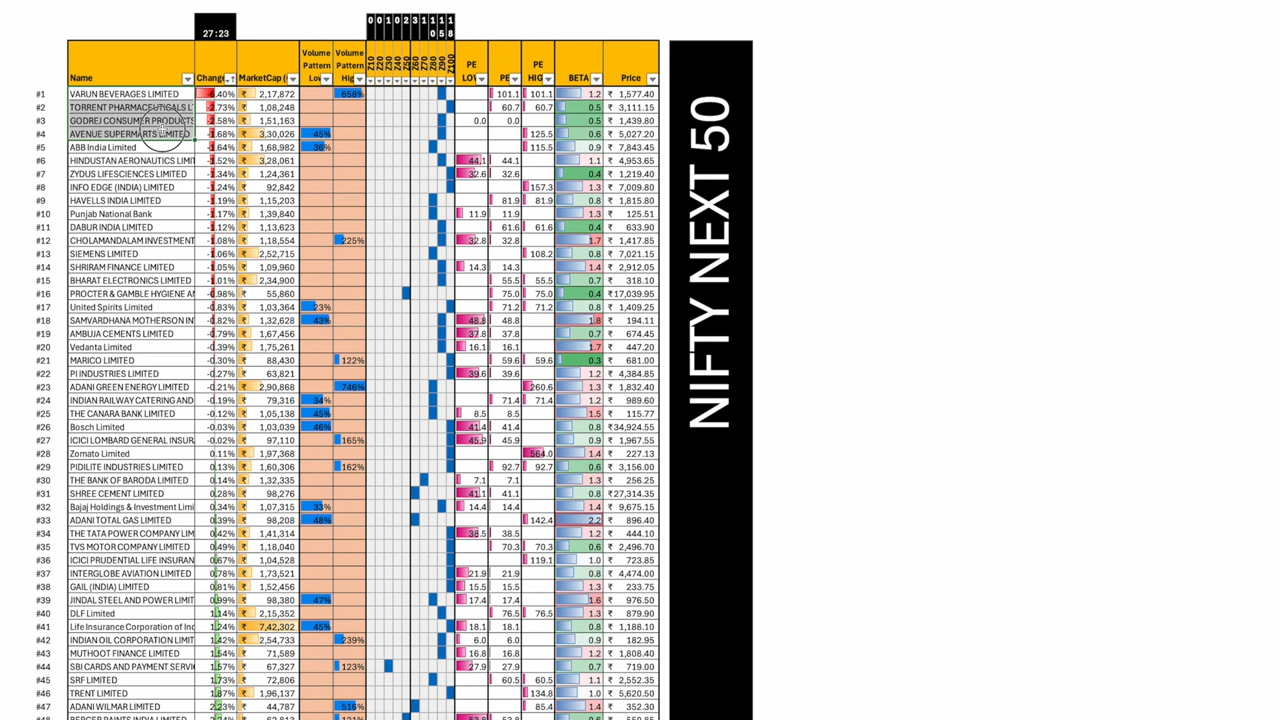 0 0 1 0 2 3 1 1 1 1
0 5 8
27:23
Name Change MarketCap ( Volume Pattern Low Volume Pattern Hig Z10 Z20 Z30 Z40 Z50 Z60 Z70 Z80 Z90 Z100 PE LOW PE PE HIG BETA Price
#1 VARUN BEVERAGES LIMITED -6.40% ₹ 2,17,872 658% 101.1 101.1 1.2 ₹ 1,577.40
#2 TORRENT PHARMACEUTICALS LT -2.73% ₹ 1,08,248 60.7 60.7 0.5 ₹ 3,111.15
#3 GODREJ CONSUMER PRODUCTS -2.58% ₹ 1,51,163 0.0 0.0 0.5 ₹ 1,439.80
#4 AVENUE SUPERMARTS LIMITED -1.68% ₹ 3,30,026 45% 125.5 0.6 ₹ 5,027.20
#5 ABB India Limited -1.64% ₹ 1,68,982 36% 115.5 0.9 ₹ 7,843.45
#6 HINDUSTAN AERONAUTICS LIMI -1.52% ₹ 3,28,061 44.1 44.1 1.1 ₹ 4,953.65
#7 ZYDUS LIFESCIENCES LIMITED -1.34% ₹ 1,24,361 32.6 32.6 0.4 ₹ 1,219.40
#8 INFO EDGE (INDIA) LIMITED -1.24% ₹ 92,842 157.3 1.3 ₹ 7,009.80
#9 HAVELLS INDIA LIMITED -1.19% ₹ 1,15,203 81.9 81.9 0.8 ₹ 1,815.80
#10 Punjab National Bank -1.17% ₹ 1,39,840 11.9 11.9 1.3 ₹ 125.51
#11 DABUR INDIA LIMITED -1.12% ₹ 1,13,623 61.6 61.6 0.4 ₹ 633.90
#12 CHOLAMANDALAM INVESTMENT -1.08% ₹ 1,18,554 225% 32.8 32.8 1.7 ₹ 1,417.85
#13 SIEMENS LIMITED -1.06% ₹ 2,52,715 108.2 0.8 ₹ 7,021.15
#14 SHRIRAM FINANCE LIMITED -1.05% ₹ 1,09,960 14.3 14.3 1.4 ₹ 2,912.05
#15 BHARAT ELECTRONICS LIMITED -1.01% ₹ 2,34,900 55.5 55.5 0.7 ₹ 318.10
#16 PROCTER & GAMBLE HYGIENE AN -0.98% ₹ 55,860 75.0 75.0 0.4 ₹17,039.95
#17 United Spirits Limited -0.83% ₹ 1,03,364 23% 71.2 71.2 0.8 ₹ 1,409.25
#18 SAMVARDHANA MOTHERSON IN -0.82% ₹ 1,32,628 43% 48.8 48.8 1.8 ₹ 194.11
#19 AMBUJA CEMENTS LIMITED -0.79% ₹ 1,67,456 37.8 37.8 0.7 ₹ 674.45
#20 Vedanta Limited -0.39% ₹ 1,75,261 16.1 16.1 1.7 ₹ 447.20
#21 MARICO LIMITED -0.30% ₹ 88,430 122% 59.6 59.6 0.3 ₹ 681.00
#22 PI INDUSTRIES LIMITED -0.27% ₹ 63,821 39.6 39.6 1.2 ₹ 4,384.85
#23 ADANI GREEN ENERGY LIMITED -0.21% ₹ 2,90,868 746% 260.6 1.3 ₹ 1,832.40
#24 INDIAN RAILWAY CATERING AND -0.19% ₹ 79,316 34% 71.4 71.4 1.2 ₹ 989.60
#25 THE CANARA BANK LIMITED -0.12% ₹ 1,05,138 45% 8.5 8.5 1.5 ₹ 115.77
#26 Bosch Limited -0.03% ₹ 1,03,039 46% 41.4 41.4 0.8 ₹34,924.55
#27 ICICI LOMBARD GENERAL INSUR -0.02% ₹ 97,110 165% 45.9 45.9 0.9 ₹ 1,967.55
#28 Zomato Limited 0.11% ₹ 1,97,368 564.0 1.4 ₹ 227.13
#29 PIDILITE INDUSTRIES LIMITED 0.13% ₹ 1,60,306 162% 92.7 92.7 0.6 ₹ 3,156.00
#30 THE BANK OF BARODA LIMITED 0.14% ₹ 1,32,335 7.1 7.1 1.3 ₹ 256.25
#31 SHREE CEMENT LIMITED 0.28% ₹ 98,276 41.1 41.1 0.8 ₹27,314.35
#32 Bajaj Holdings & Investment Limi 0.34% ₹ 1,07,315 33% 14.4 14.4 1.4 ₹ 9,675.15
#33 ADANI TOTAL GAS LIMITED 0.39% ₹ 98,208 48% 142.4 2.2 ₹ 896.40
#34 THE TATA POWER COMPANY LIM 0.42% ₹ 1,41,314 38.5 38.5 1.2 ₹ 444.10
#35 TVS MOTOR COMPANY LIMITED 0.49% ₹ 1,18,040 70.3 70.3 0.6 ₹ 2,496.70
#36 ICICI PRUDENTIAL LIFE INSURAN 0.67% ₹ 1,04,528 119.1 1.0 ₹ 723.85
#37 INTERGLOBE AVIATION LIMITED 0.78% ₹ 1,73,521 21.9 21.9 0.8 ₹ 4,474.00
#38 GAIL (INDIA) LIMITED 0.81% ₹ 1,52,456 15.5 15.5 1.3 ₹ 233.75
#39 JINDAL STEEL AND POWER LIMIT 0.99% ₹ 98,380 47% 17.4 17.4 1.6 ₹ 976.50
#40 DLF Limited 1.14% ₹ 2,15,352 76.5 76.5 1.3 ₹ 879.90
#41 Life Insurance Corporation of Ind 1.24% ₹ 7,42,302 45% 18.1 18.1 0.8 ₹ 1,188.10
#42 INDIAN OIL CORPORATION LIMIT 1.42% ₹ 2,54,733 239% 6.0 6.0 0.9 ₹ 182.95
#43 MUTHOOT FINANCE LIMITED 1.54% ₹ 71,589 16.8 16.8 1.2 ₹ 1,808.40
#44 SBI CARDS AND PAYMENT SERVI 1.57% ₹ 67,327 123% 27.9 27.9 0.7 ₹ 719.00
#45 SRF LIMITED 1.73% ₹ 72,806 60.5 60.5 1.1 ₹ 2,552.35
#46 TRENT LIMITED 1.87% ₹ 1,96,137 134.8 1.0 ₹ 5,620.50
#47 ADANI WILMAR LIMITED 2.23% ₹ 44,787 516% 85.4 1.0 ₹ 352.30
#48 BERGER PAINTS INDIA LIMITED
NIFTY NEXT 50